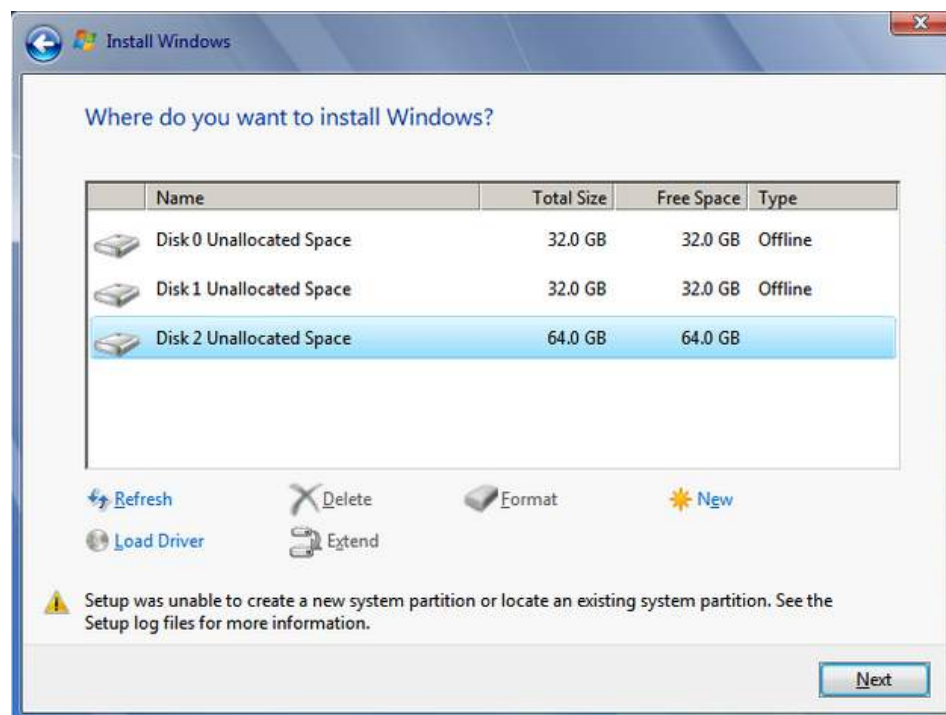 Install Windows
Where do you want to install Windows?
Name Total Size Free Space Type
Disk 0 Unallocated Space 32.0 GB 32.0 GB Offline
Disk 1 Unallocated Space 32.0 GB 32.0 GB Offline
Disk 2 Unallocated Space 64.0 GB 64.0 GB
Refresh Delete Format New
Load Driver Extend
Setup was unable to create a new system partition or locate an existing system partition. See the
Setup log files for more information.
Next